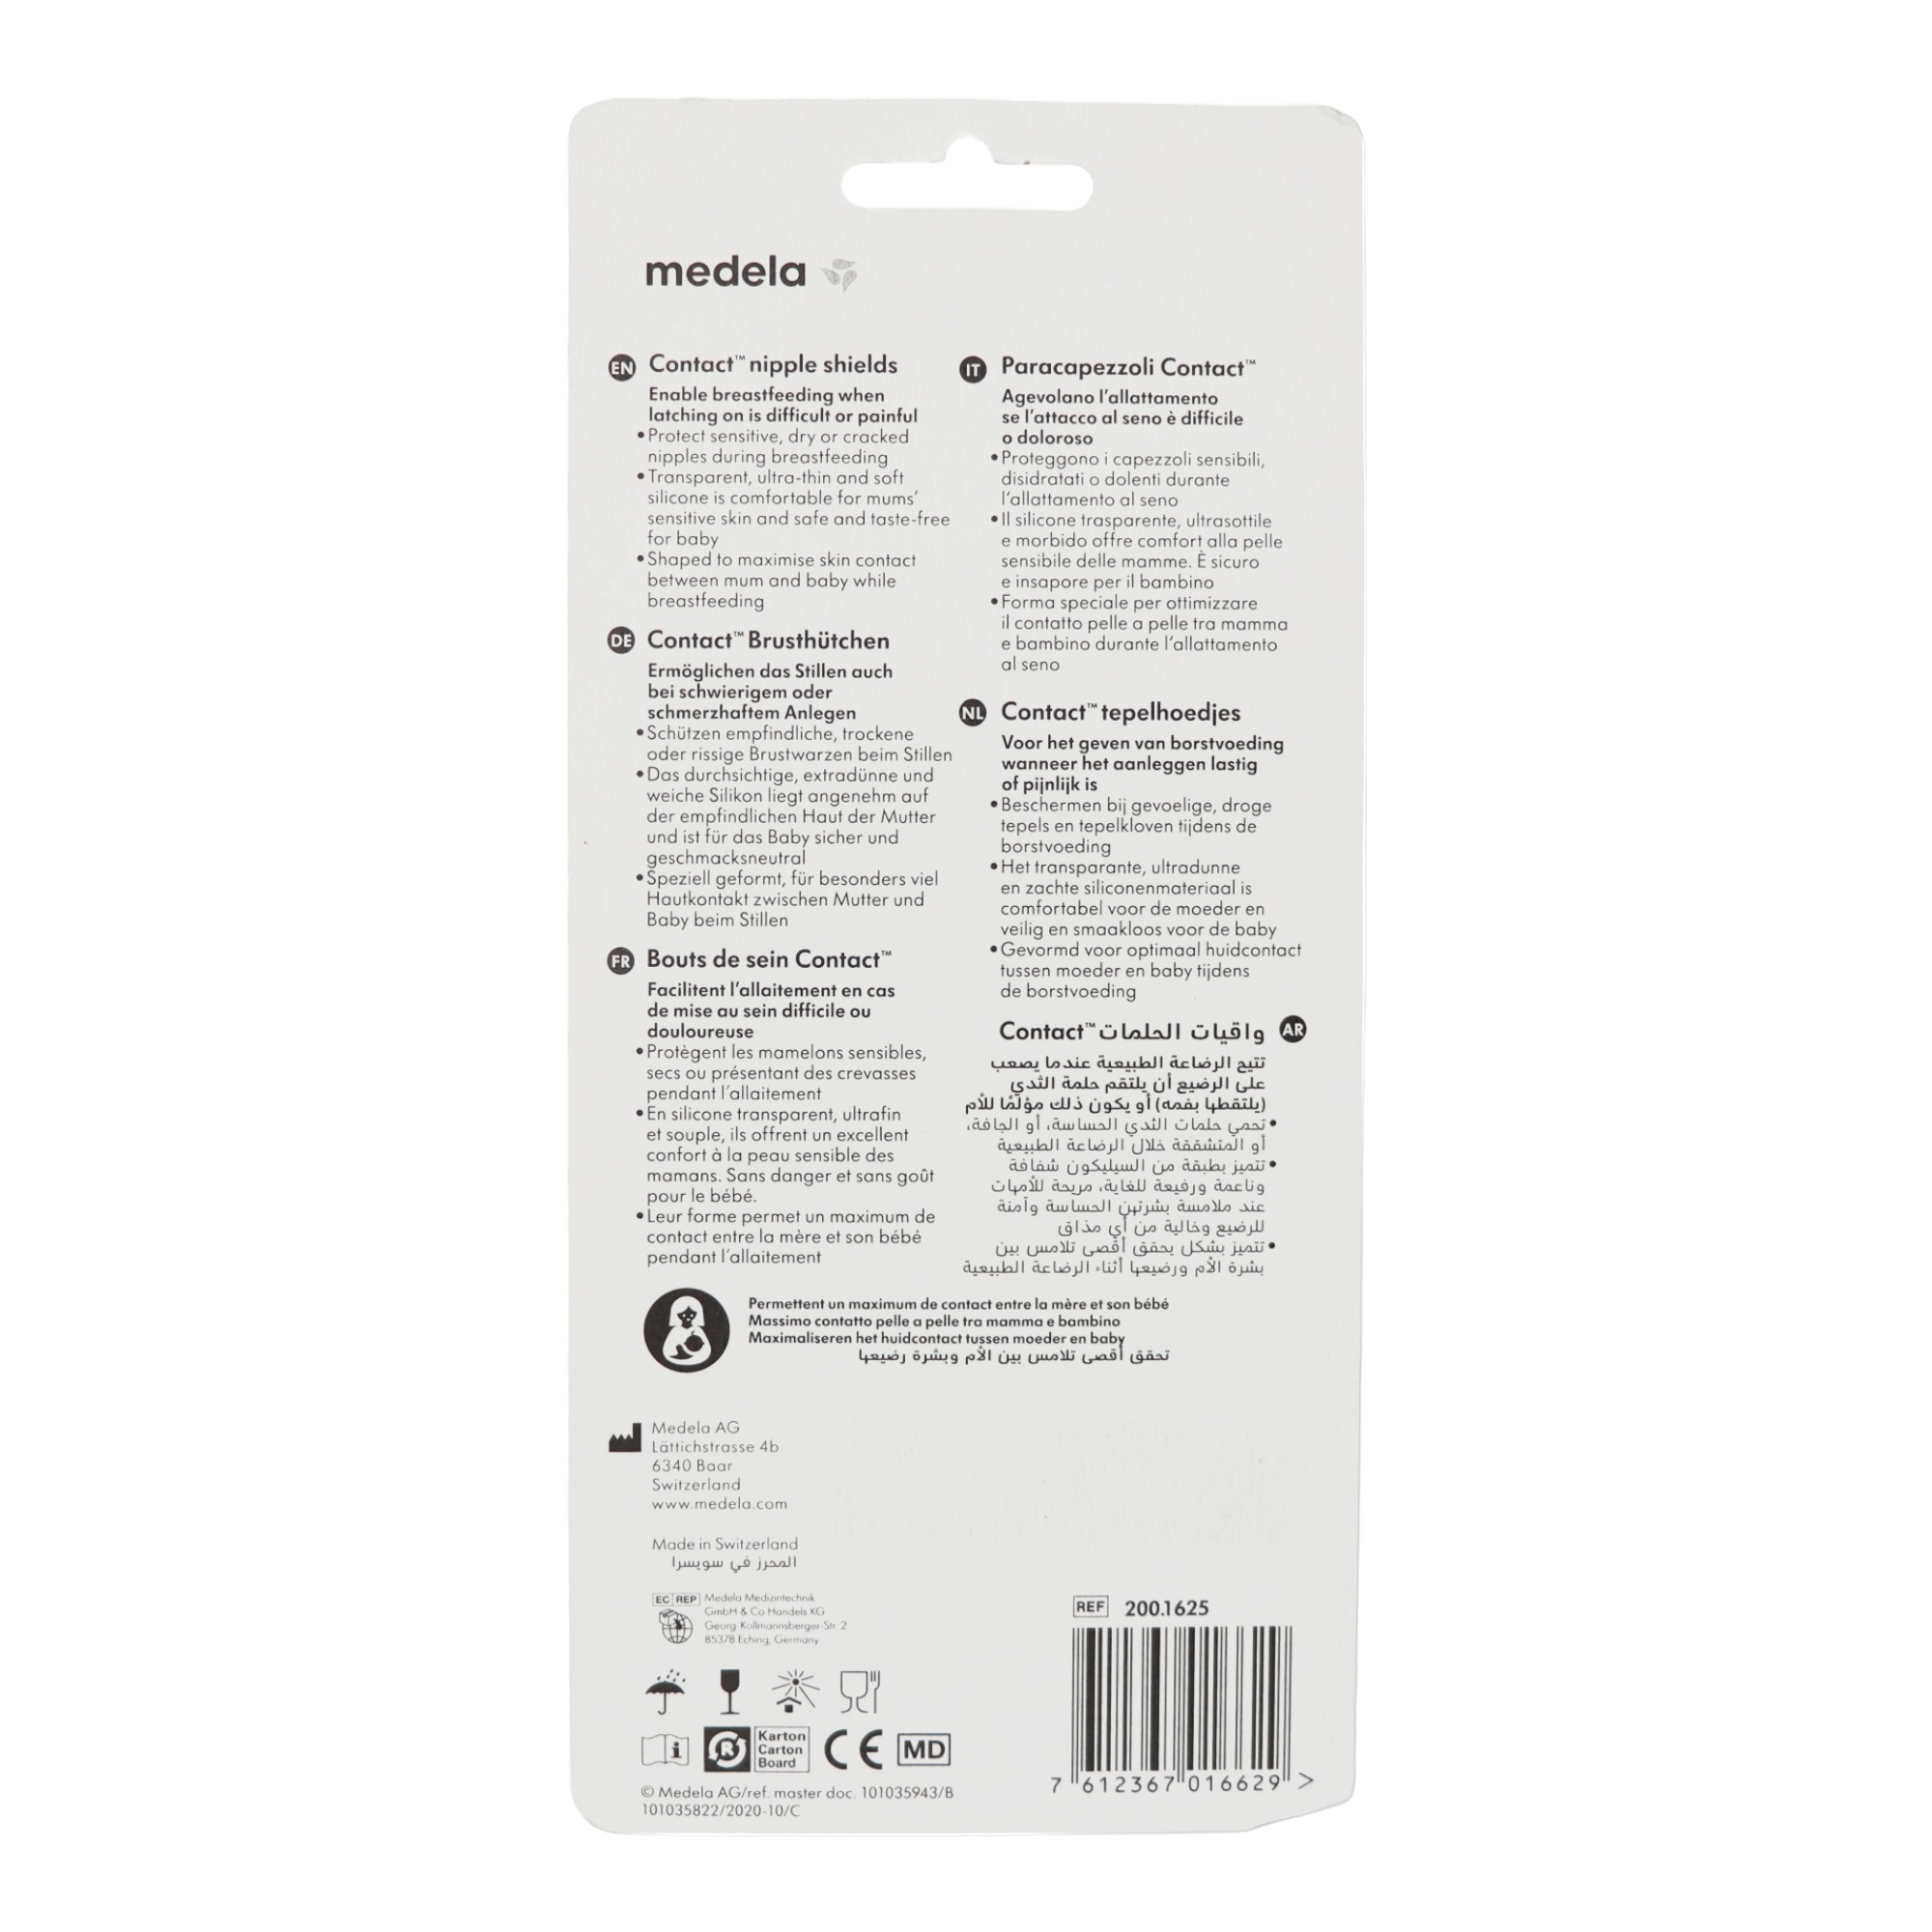 medela
EN Contact™ nipple shields
Enable breastfeeding when
latching on is difficult or painful
• Protect sensitive, dry or cracked
nipples during breastfeeding
• Transparent, ultra-thin and soft
silicone is comfortable for mums'
sensitive skin and safe and taste-free
for baby
• Shaped to maximise skin contact
between mum and baby while
breastfeeding
DE Contact™ Brusthütchen
Ermöglichen das Stillen auch
bei schwierigem oder
schmerzhaftem Anlegen
• Schützen empfindliche, trockene
oder rissige Brustwarzen beim Stillen
• Das durchsichtige, extradünne und
weiche Silikon liegt angenehm auf
der empfindlichen Haut der Mutter
und ist für das Baby sicher und
geschmacksneutral
• Speziell geformt, für besonders viel
Hautkontakt zwischen Mutter und
Baby beim Stillen
FR Bouts de sein Contact™
Facilitent l'allaitement en cas
de mise au sein difficile ou
douloureuse
• Protègent les mamelons sensibles,
secs ou présentant des crevasses
pendant l'allaitement
• En silicone transparent, ultrafin
et souple, ils offrent un excellent
confort à la peau sensible des
mamans. Sans danger et sans goût
pour le bébé.
• Leur forme permet un maximum de
contact entre la mère et son bébé
pendant l'allaitement
IT Paracapezzoli Contact™
Agevolano l'allattamento
se l'attacco al seno è difficile
o doloroso
• Proteggono i capezzoli sensibili,
disidratati o dolenti durante
l'allattamento al seno
• Il silicone trasparente, ultrasottile
e morbido offre comfort alla pelle
sensibile delle mamme. È sicuro
e insapore per il bambino
• Forma speciale per ottimizzare
il contatto pelle a pelle tra mamma
e bambino durante l'allattamento
al seno
NL Contact™ tepelhoedjes
Voor het geven van borstvoeding
wanneer het aanleggen lastig
of pijnlijk is
• Beschermen bij gevoelige, droge
tepels en tepelkloven tijdens de
borstvoeding
• Het transparante, ultradunne
en zachte siliconenmateriaal is
comfortabel voor de moeder en
veilig en smaakloos voor de baby
• Gevormd voor optimaal huidcontact
tussen moeder en baby tijdens
de borstvoeding
AR واقيات الحلمات Contact™
تتيح الرضاعة الطبيعية عندما يصعب
على الرضيع أن يلتقم حلمة الثدي
(يلتقطها بفمه) أو يكون ذلك مؤلمًا للأم
• تحمي حلمات الثدي الحساسة، أو الجافة،
أو المتشققة خلال الرضاعة الطبيعية
• تتميز بطبقة من السيليكون شفافة
وناعمة ورفيعة للغاية، مريحة للأمهات
عند ملامسة بشرتهن الحساسة وآمنة
للرضيع وخالية من أي مذاق
• تتميز بشكل يحقق أقصى تلامس بين
بشرة الأم ورضيعها أثناء الرضاعة الطبيعية
Permettent un maximum de contact entre la mère et son bébé
Massimo contatto pelle a pelle tra mamma e bambino
Maximaliseren het huidcontact tussen moeder en baby
تحقق أقصى تلامس بين الأم وبشرة رضيعها
Medela AG
Lättichstrasse 4b
6340 Baar
Switzerland
www.medela.com
Made in Switzerland
المحرز في سويسرا
EC REP Medela Medizintechnik
GmbH & Co Handels KG
Georg-Kollmannsberger-Str. 2
85378 Eching, Germany
REF 200.1625
Karton
Carton
Board
CE MD
7 612367 016629 >
© Medela AG/ref. master doc. 101035943/B
101035822/2020-10/C